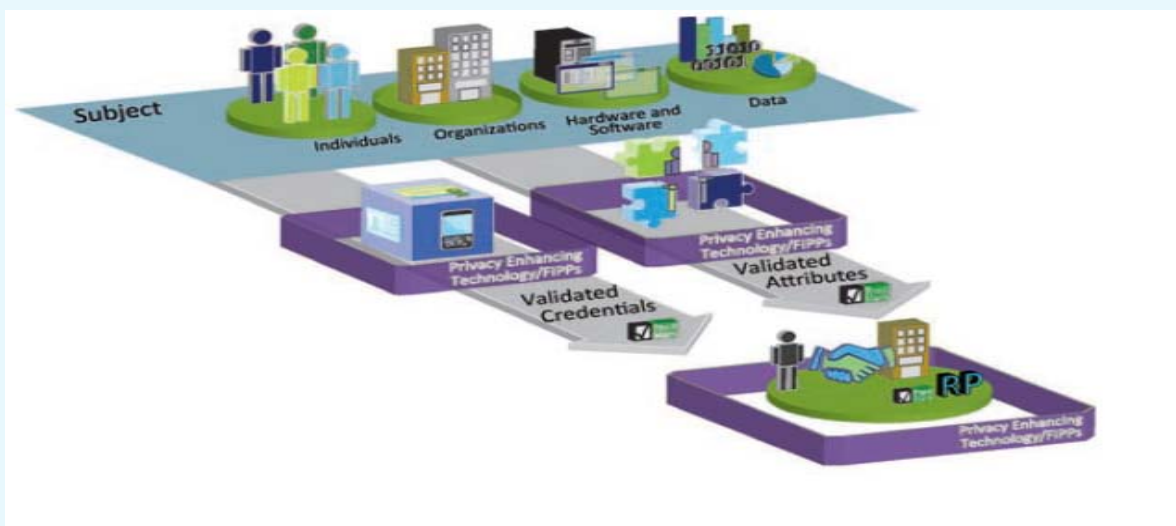 Subject
Individuals
Organizations
Hardware and
Software
Data
Privacy Enhancing
Technology/FIPPs
Validated
Attributes
Privacy Enhancing
Technology/FIPPs
Validated
Credentials
RP
Privacy Enhancing
Technology/FIPPs